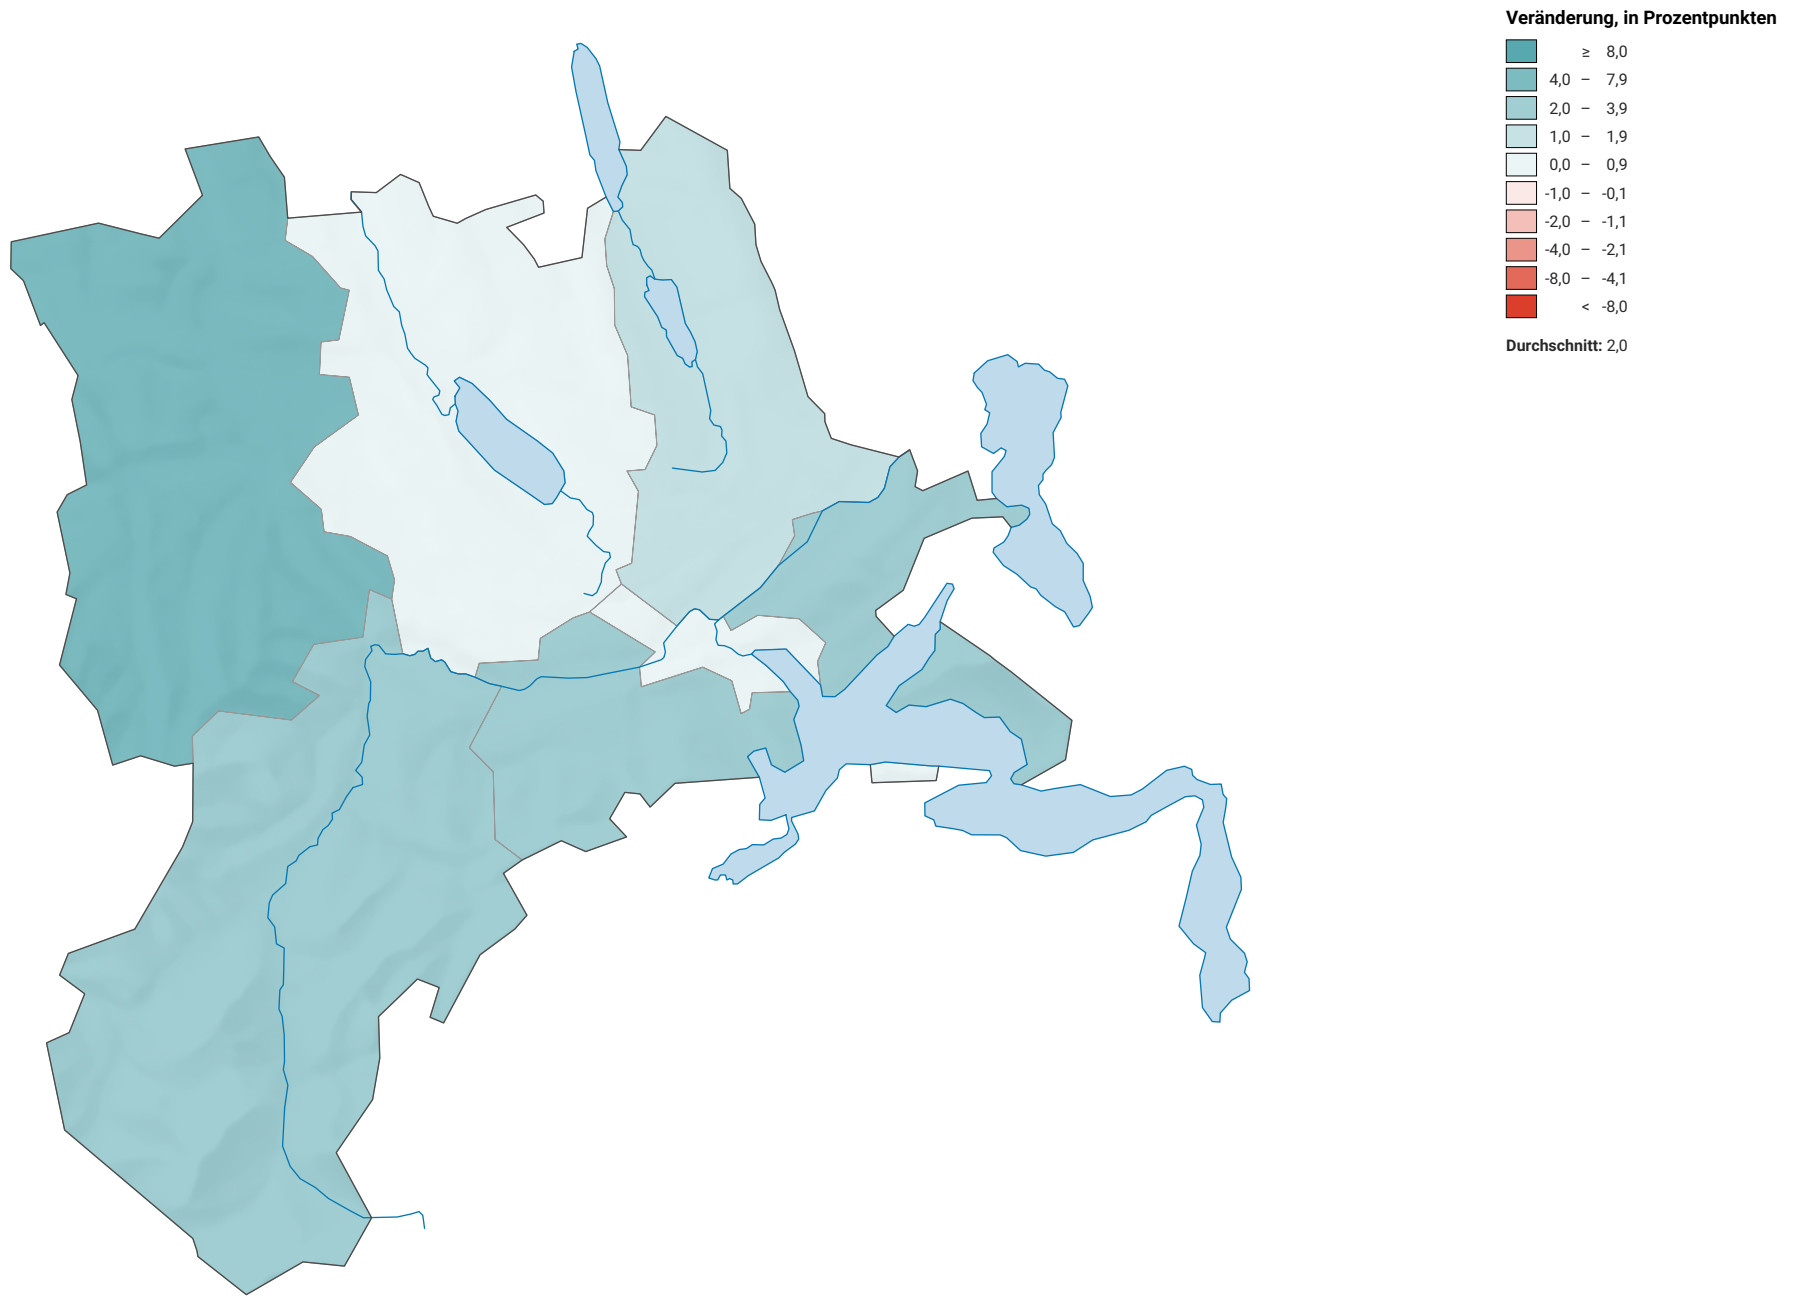 Veränderung, in Prozentpunkten
≥ 8,0
4,0 – 7,9
2,0 – 3,9
1,0 – 1,9
0,0 – 0,9
-1,0 – -0,1
-2,0 – -1,1
-4,0 – -2,1
-8,0 – -4,1
< -8,0
Durchschnitt: 2,0